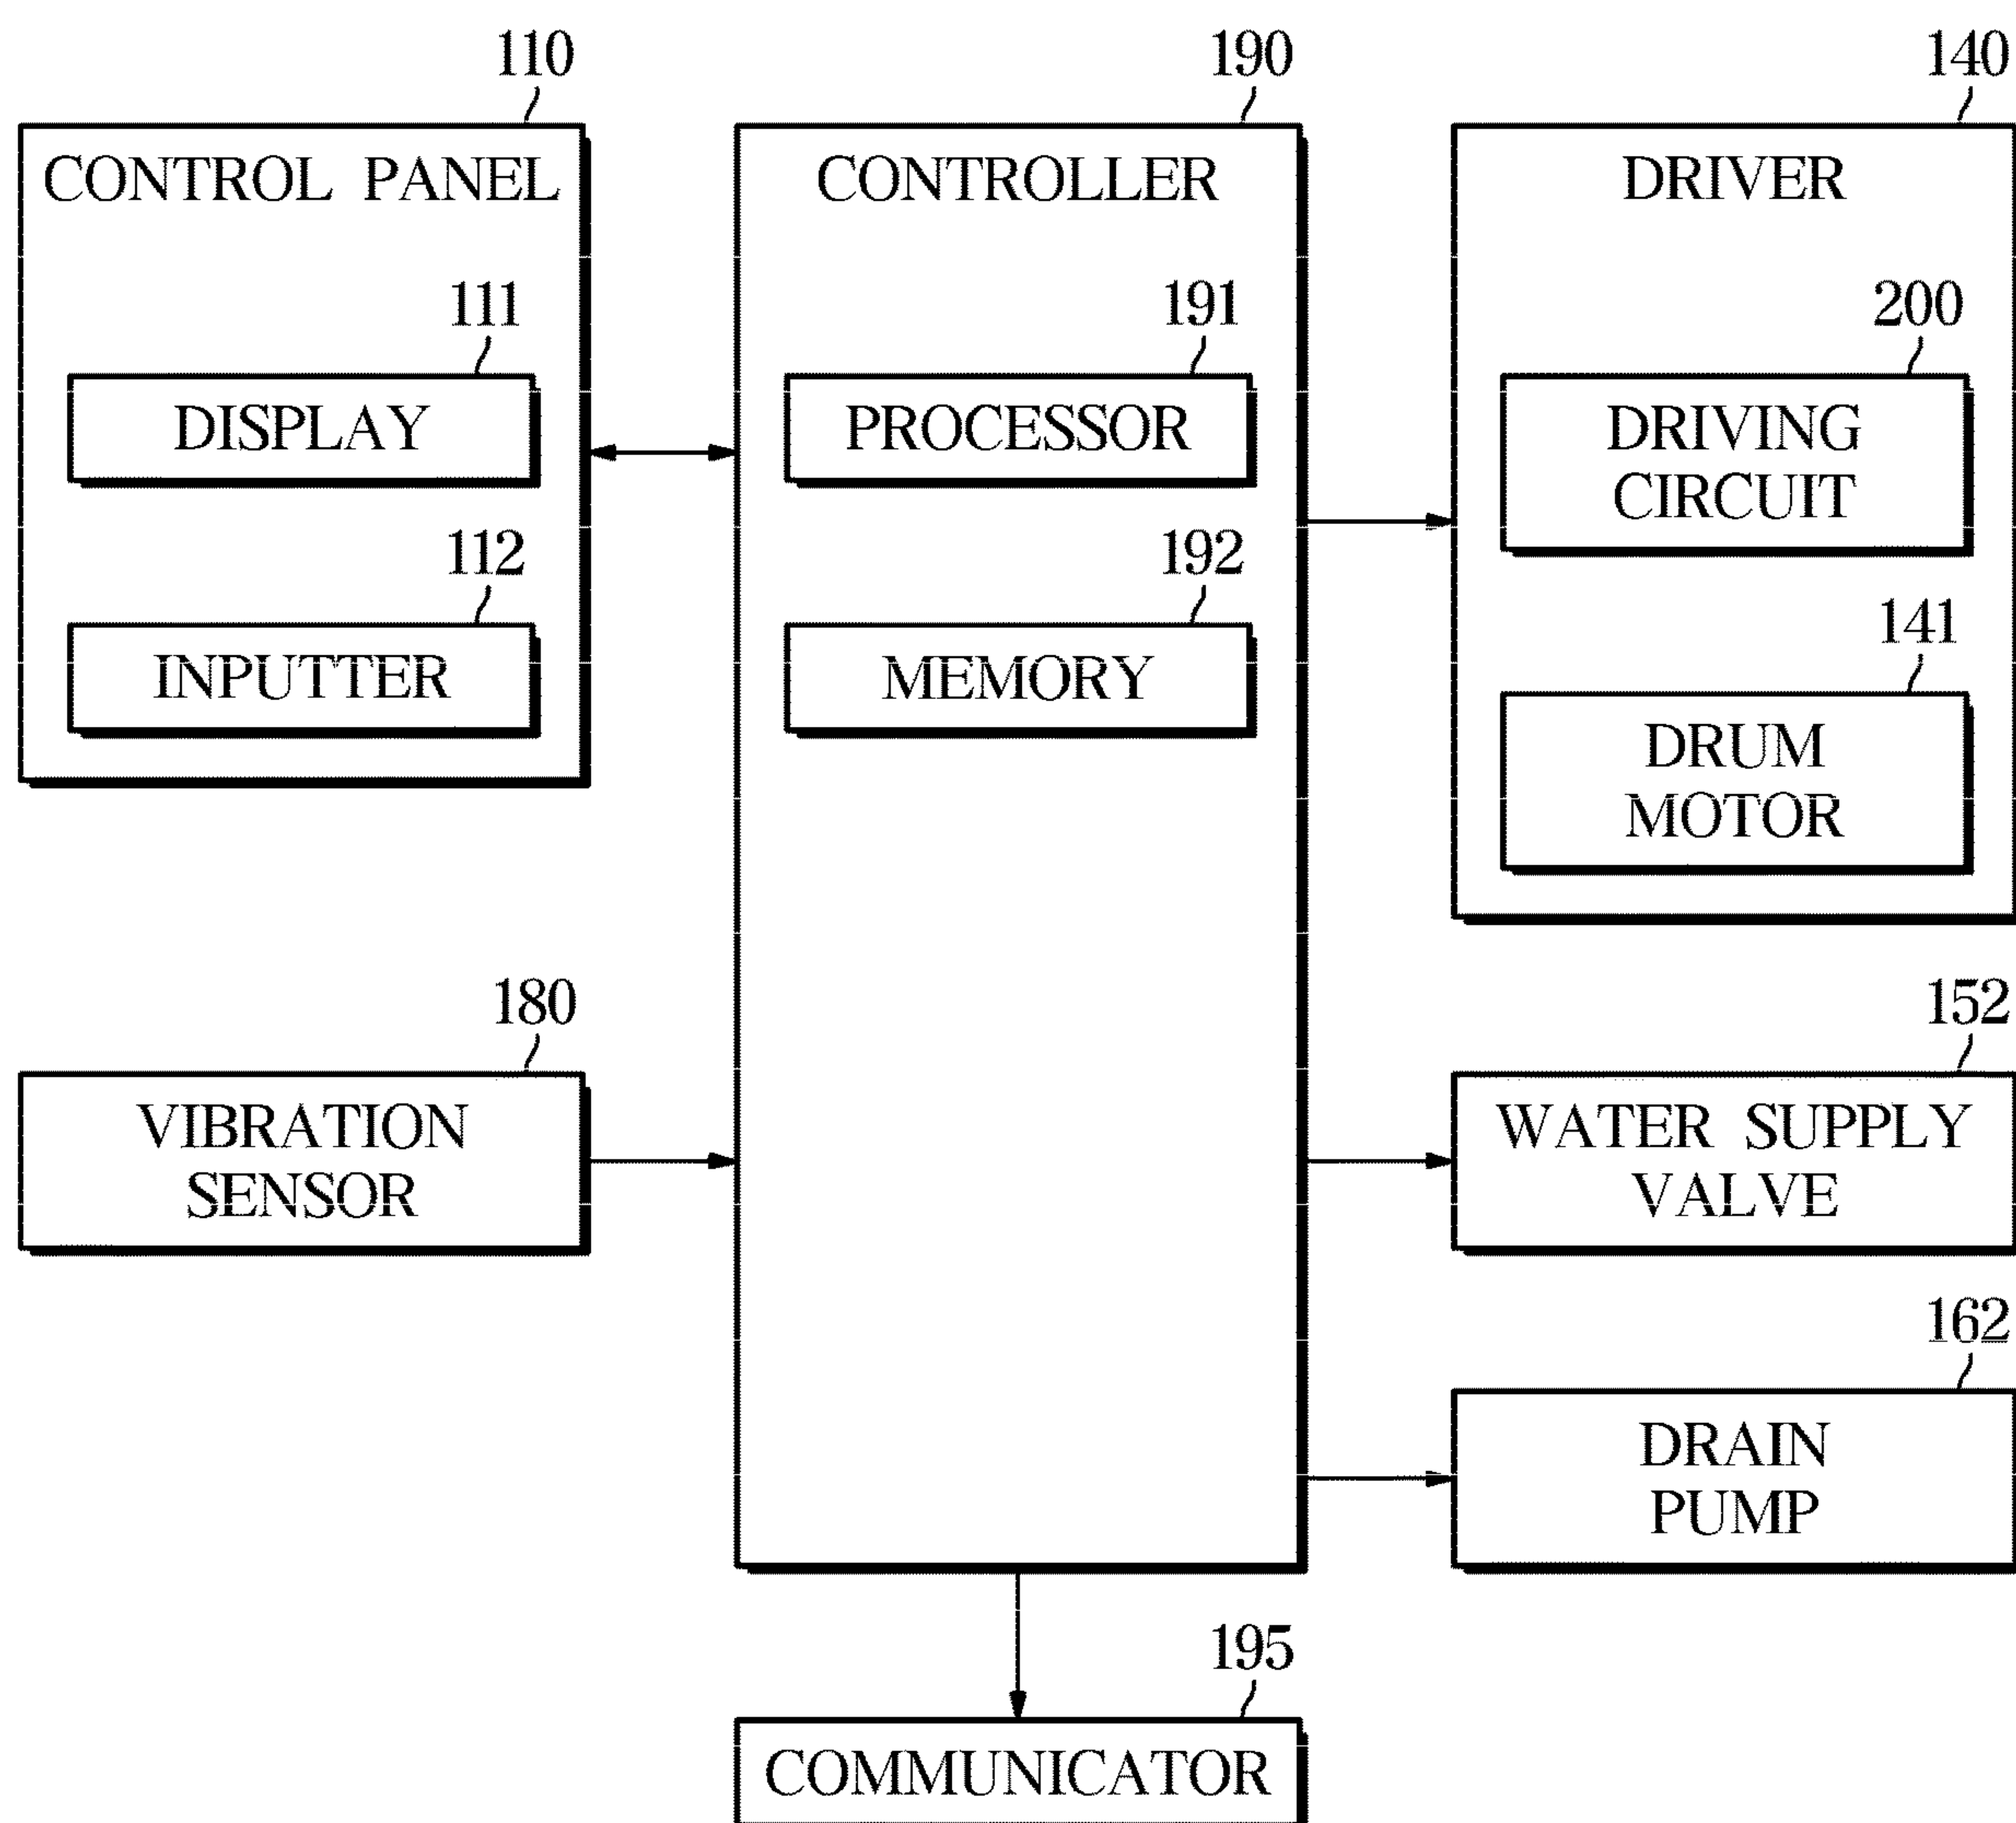 110
CONTROL PANEL
111
DISPLAY
112
INPUTTER
180
VIBRATION
SENSOR
190
CONTROLLER
191
PROCESSOR
192
MEMORY
195
COMMUNICATOR
140
DRIVER
200
DRIVING
CIRCUIT
141
DRUM
MOTOR
152
WATER SUPPLY
VALVE
162
DRAIN
PUMP